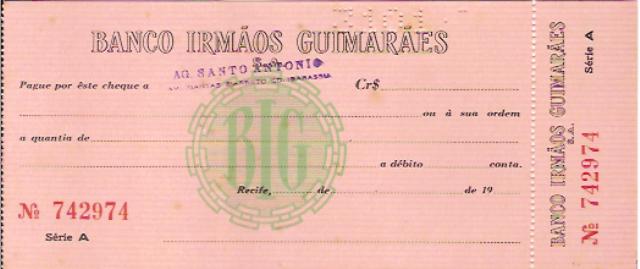 BANCO IRMÃOS GUIMARÃES
S.A.
AG. SANTO ANTONIO
Pague por êste cheque a Cr$
ou à sua ordem
a quantia de
a débito conta.
BIG
Recife, de de 19
Nº 742974
Série A
BANCO IRMÃOS GUIMARÃES
S.A.
Série A
Nº 742974